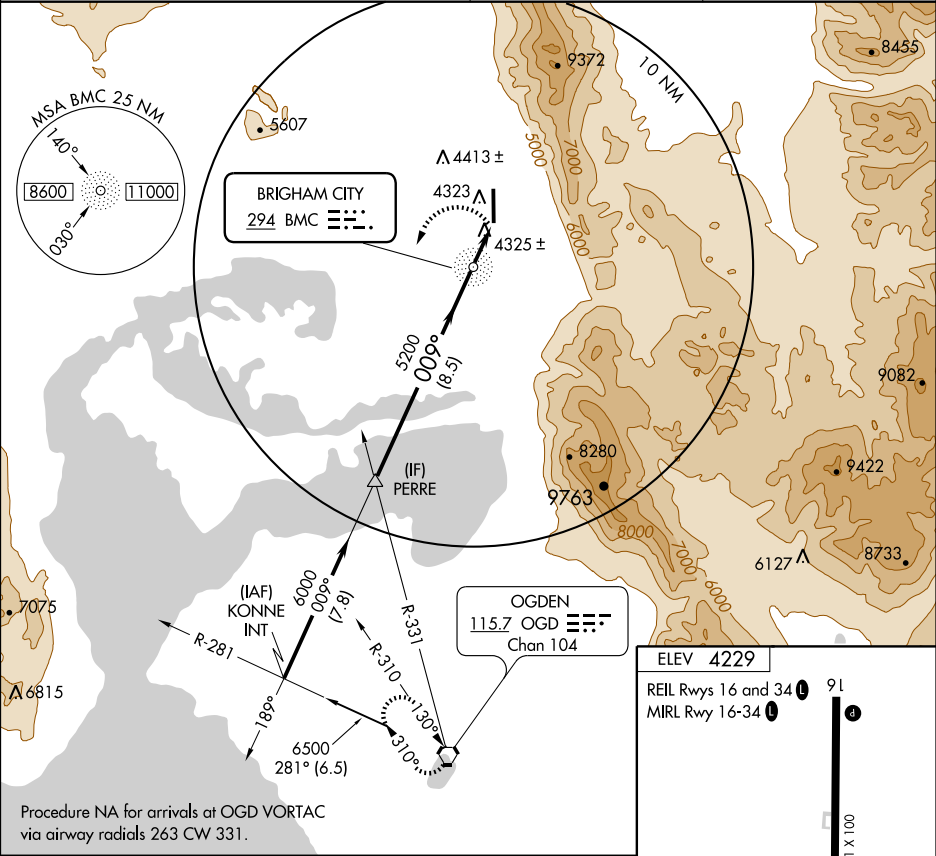 MSA BMC 25 NM
140°
8600
11000
030°
5607
9372
10 NM
8455
5000
7000
6000
4413 ±
4323
4325 ±
BRIGHAM CITY
294 BMC
5200
009°
(8.5)
9082
8280
9763
9422
8000
7000
6000
6127
8733
(IF)
PERRE
6000
009°
(7.8)
(IAF)
KONNE
INT
R-281
R-331
R-310
OGDEN
115.7 OGD
Chan 104
7075
6815
189°
130°
310°
6500
281° (6.5)
Procedure NA for arrivals at OGD VORTAC
via airway radials 263 CW 331.
ELEV 4229
REIL Rwys 16 and 34 L
MIRL Rwy 16-34 L
16
P
1 X 100